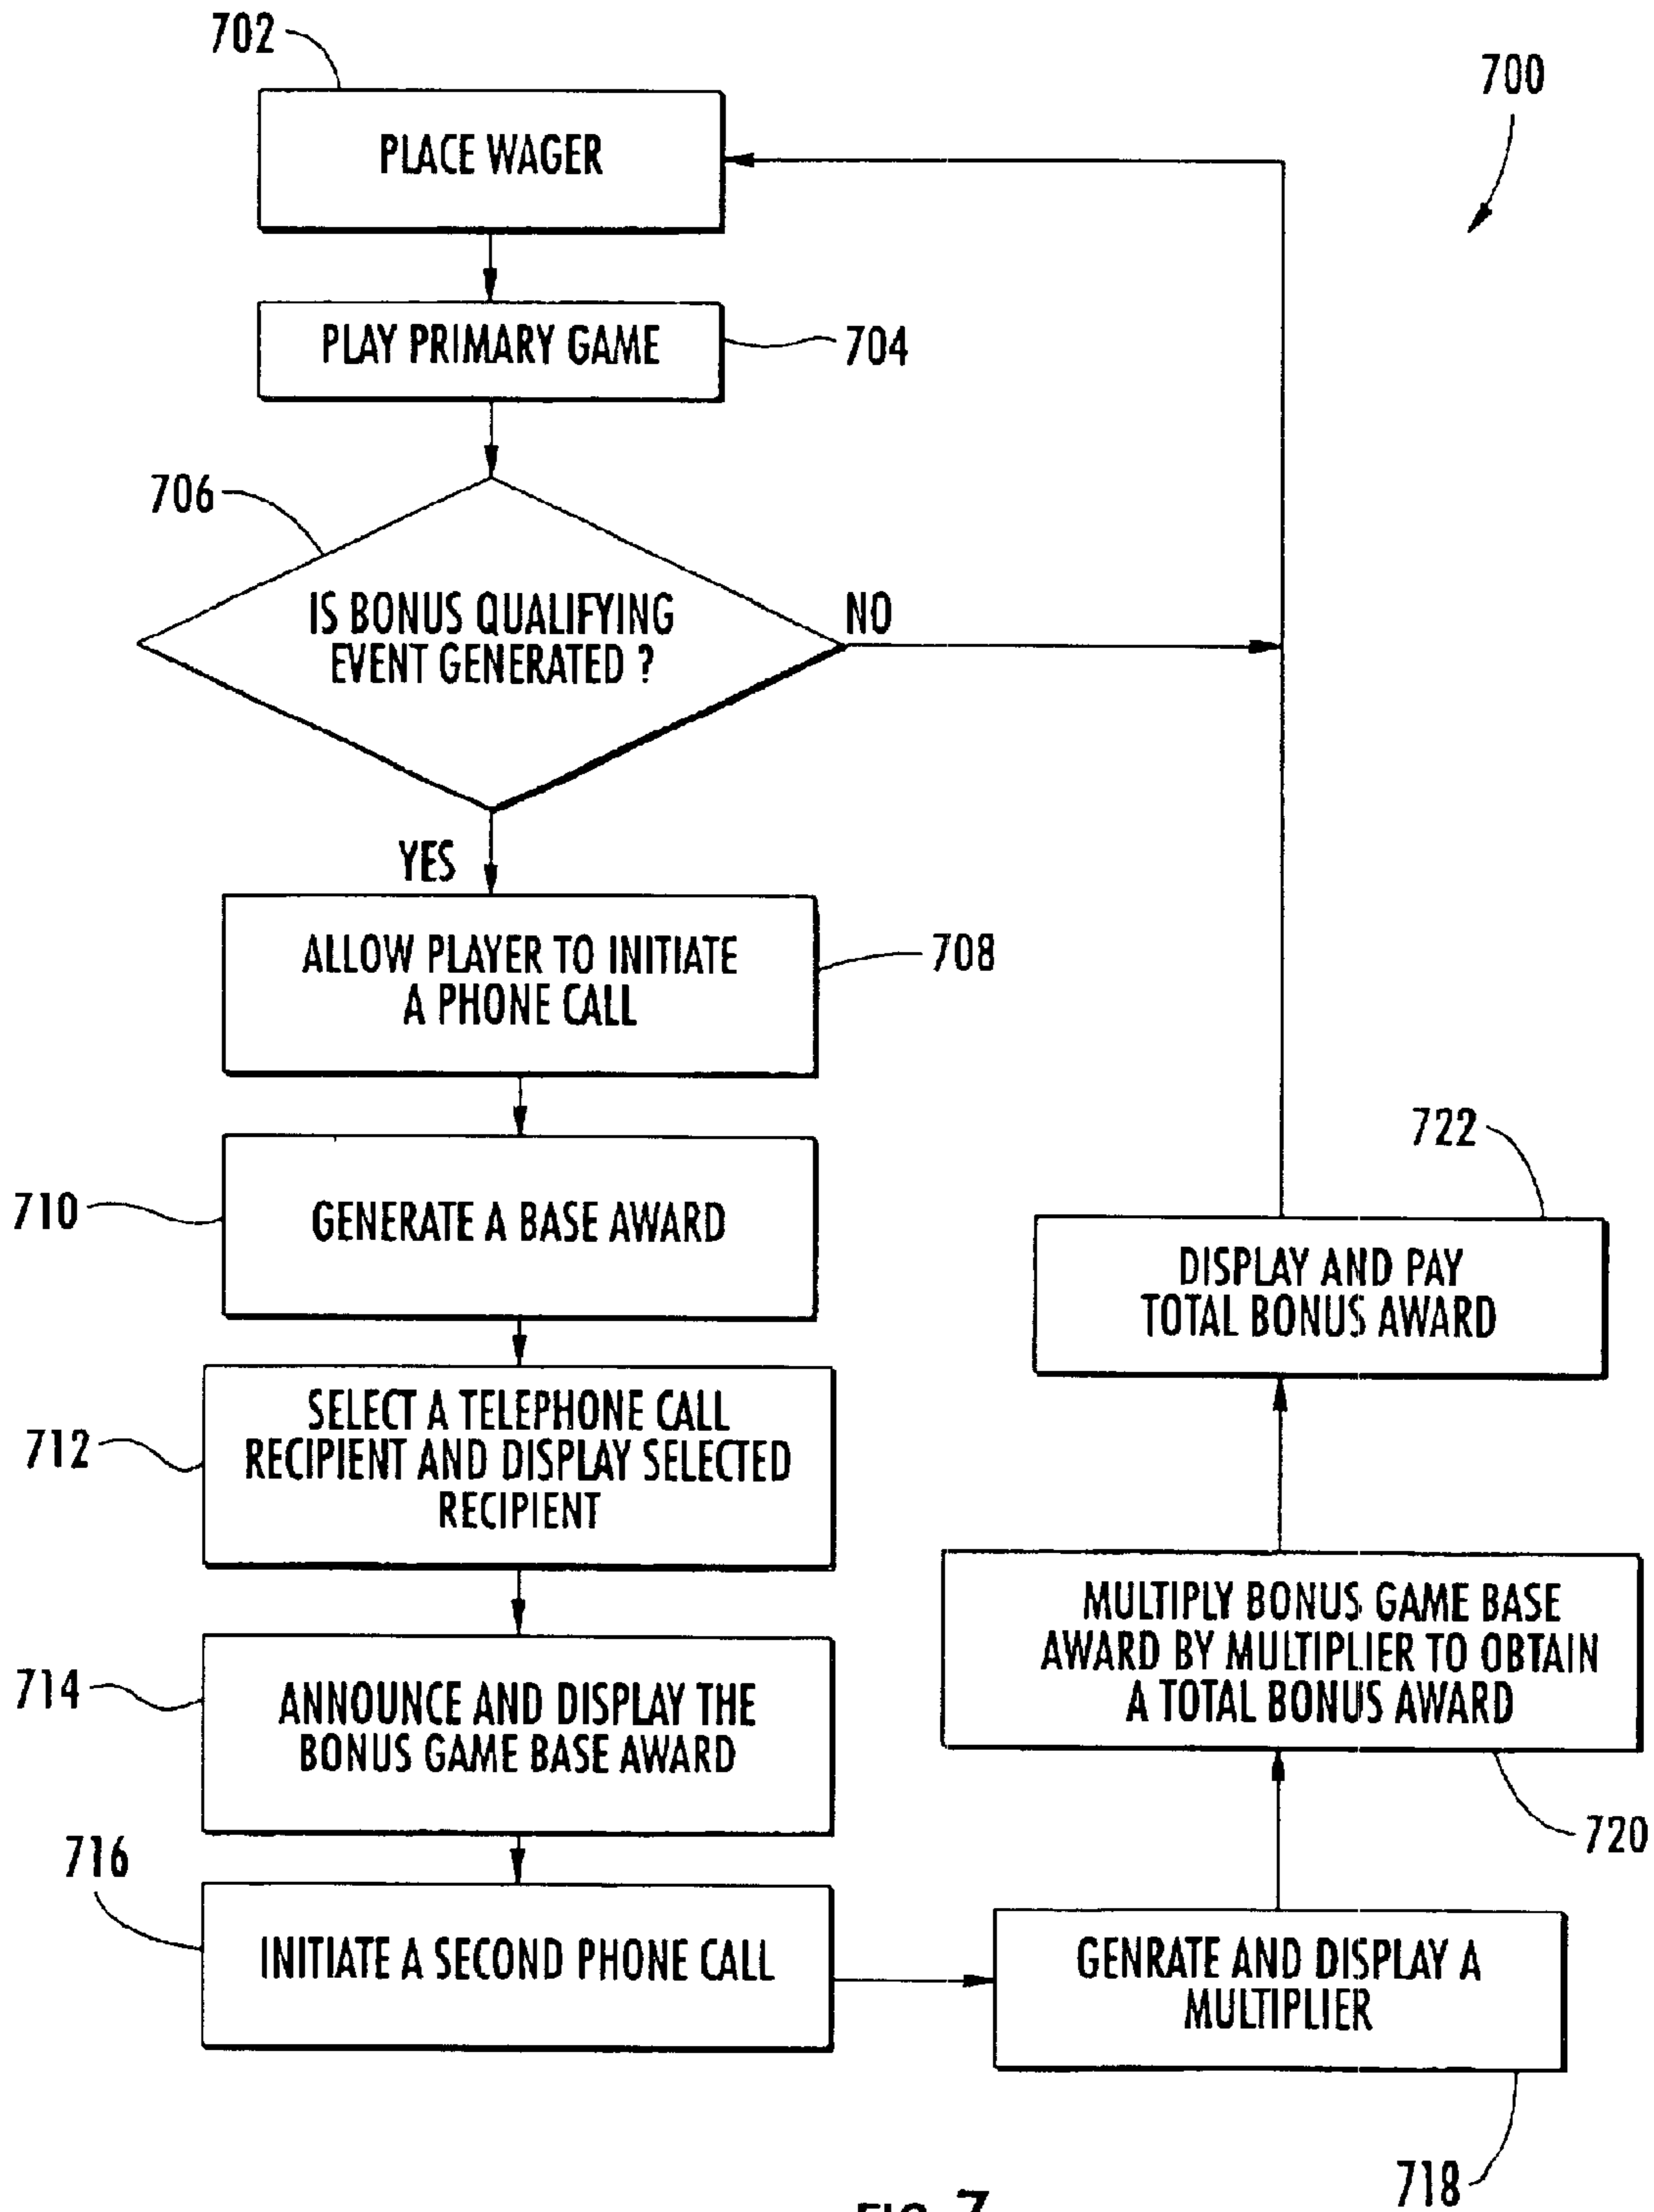 702
700
PLACE WAGER
PLAY PRIMARY GAME
704
706
IS BONUS QUALIFYING
EVENT GENERATED ?
NO
YES
ALLOW PLAYER TO INITIATE
A PHONE CALL
708
710
GENERATE A BASE AWARD
712
SELECT A TELEPHONE CALL
RECIPIENT AND DISPLAY SELECTED
RECIPIENT
714
ANNOUNCE AND DISPLAY THE
BONUS GAME BASE AWARD
716
INITIATE A SECOND PHONE CALL
GENRATE AND DISPLAY A
MULTIPLIER
718
MULTIPLY BONUS GAME BASE
AWARD BY MULTIPLIER TO OBTAIN
A TOTAL BONUS AWARD
720
722
DISPLAY AND PAY
TOTAL BONUS AWARD
FIG. 7